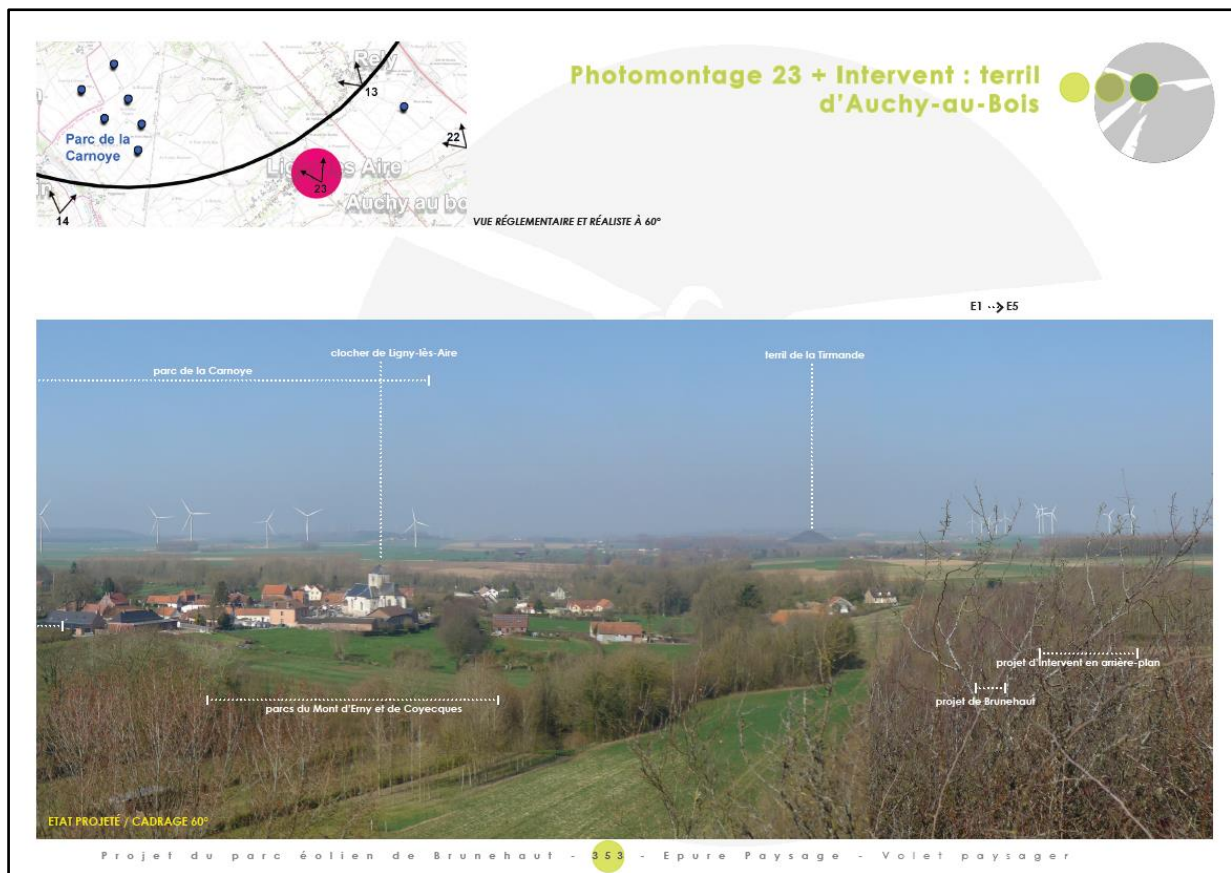 Photomontage 23 + Intervent : terril
d'Auchy-au-Bois
Rely
13
Parc de la
Carnoye
22
23
Auchy au bo
14
VUE RÉGLEMENTAIRE ET RÉALISTE À 60°
E1 --> E5
clocher de Ligny-lès-Aire
terril de la Tirmande
parc de la Carnoye
projet d'Intervent en arrière-plan
parcs du Mont d'Erny et de Coyecques
projet de Brunehaut
ETAT PROJETÉ / CADRAGE 60°
Projet du parc éolien de Brunehaut - 353 - Epure Paysage - Volet paysager